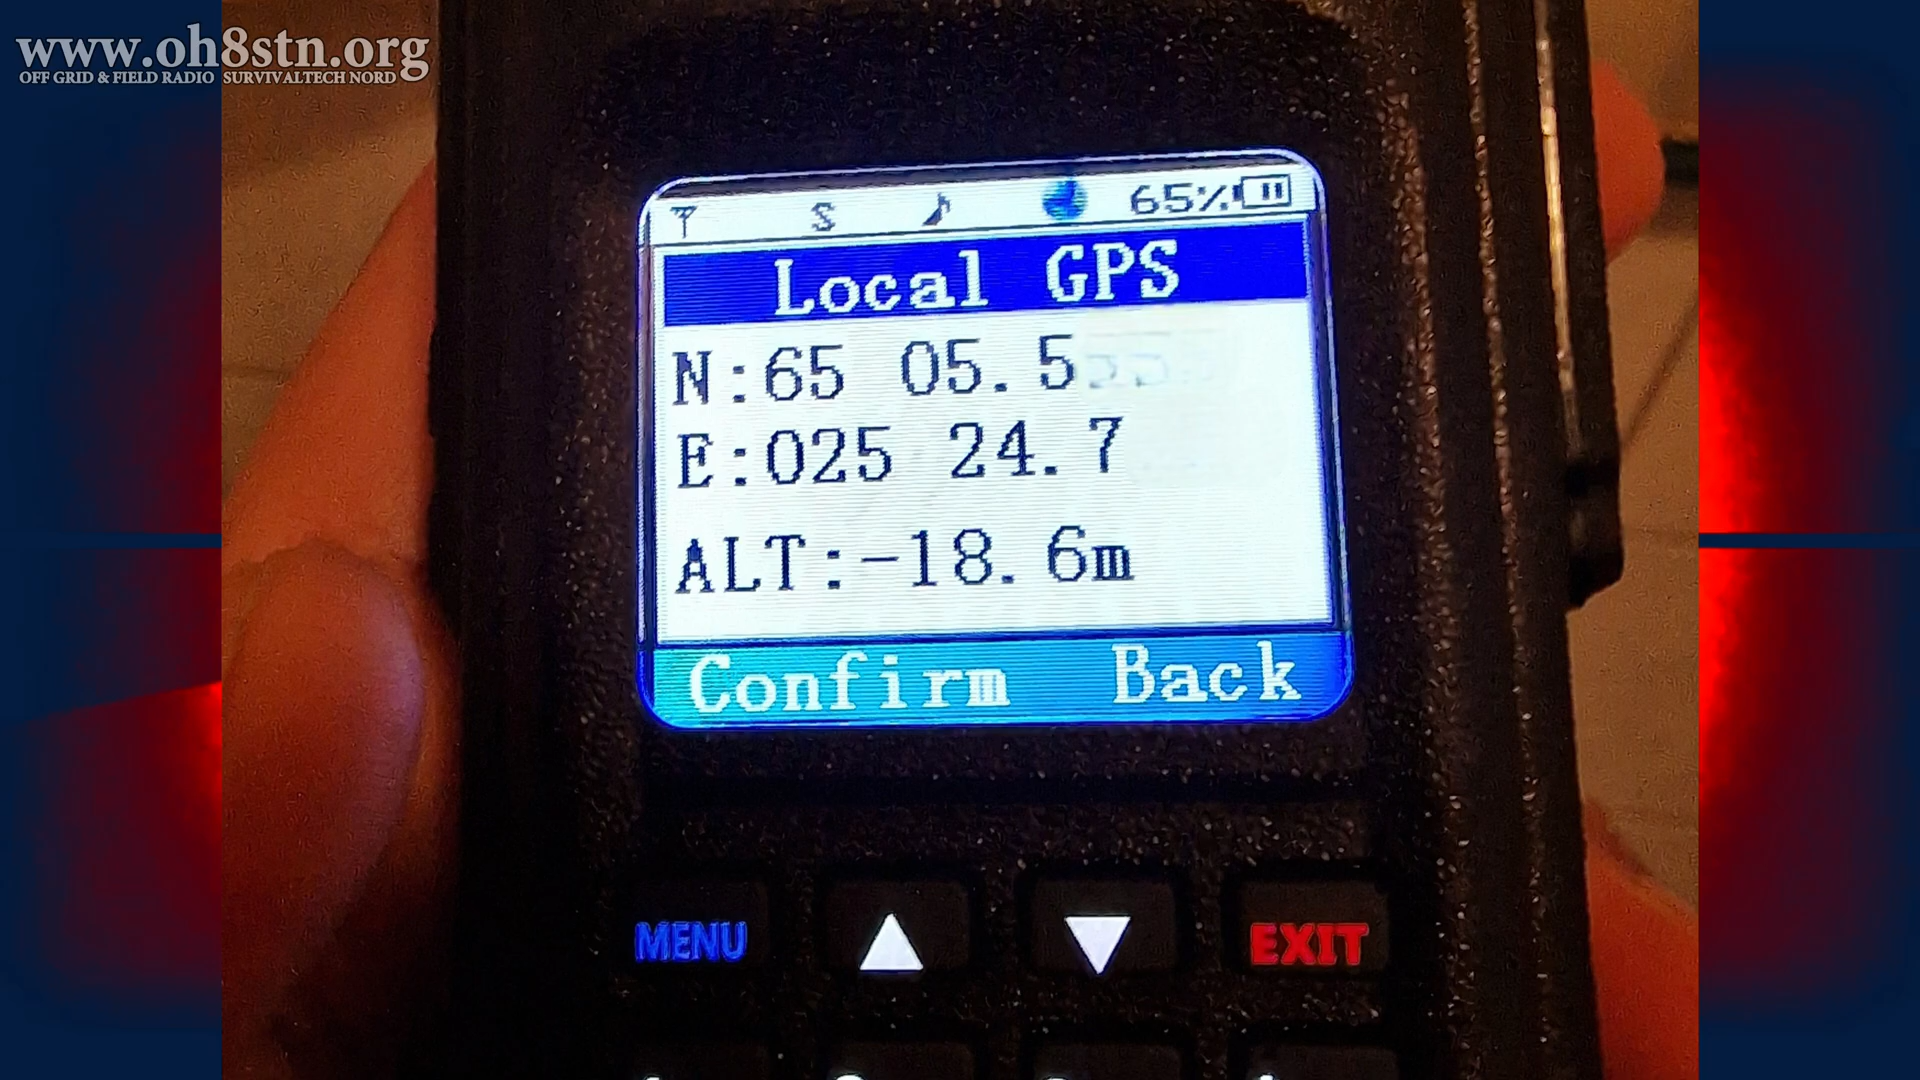 www.oh8stn.org
OFF GRID & FIELD RADIO SURVIVALTECH NORD
S 65%
Local GPS
N:65 05.5
E:025 24.7
ALT:-18.6m
Confirm Back
MENU EXIT